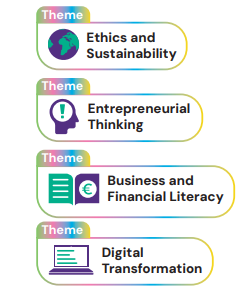 Theme
Ethics and
Sustainability
Theme
Entrepreneurial
Thinking
Theme
Business and
Financial Literacy
Theme
Digital
Transformation